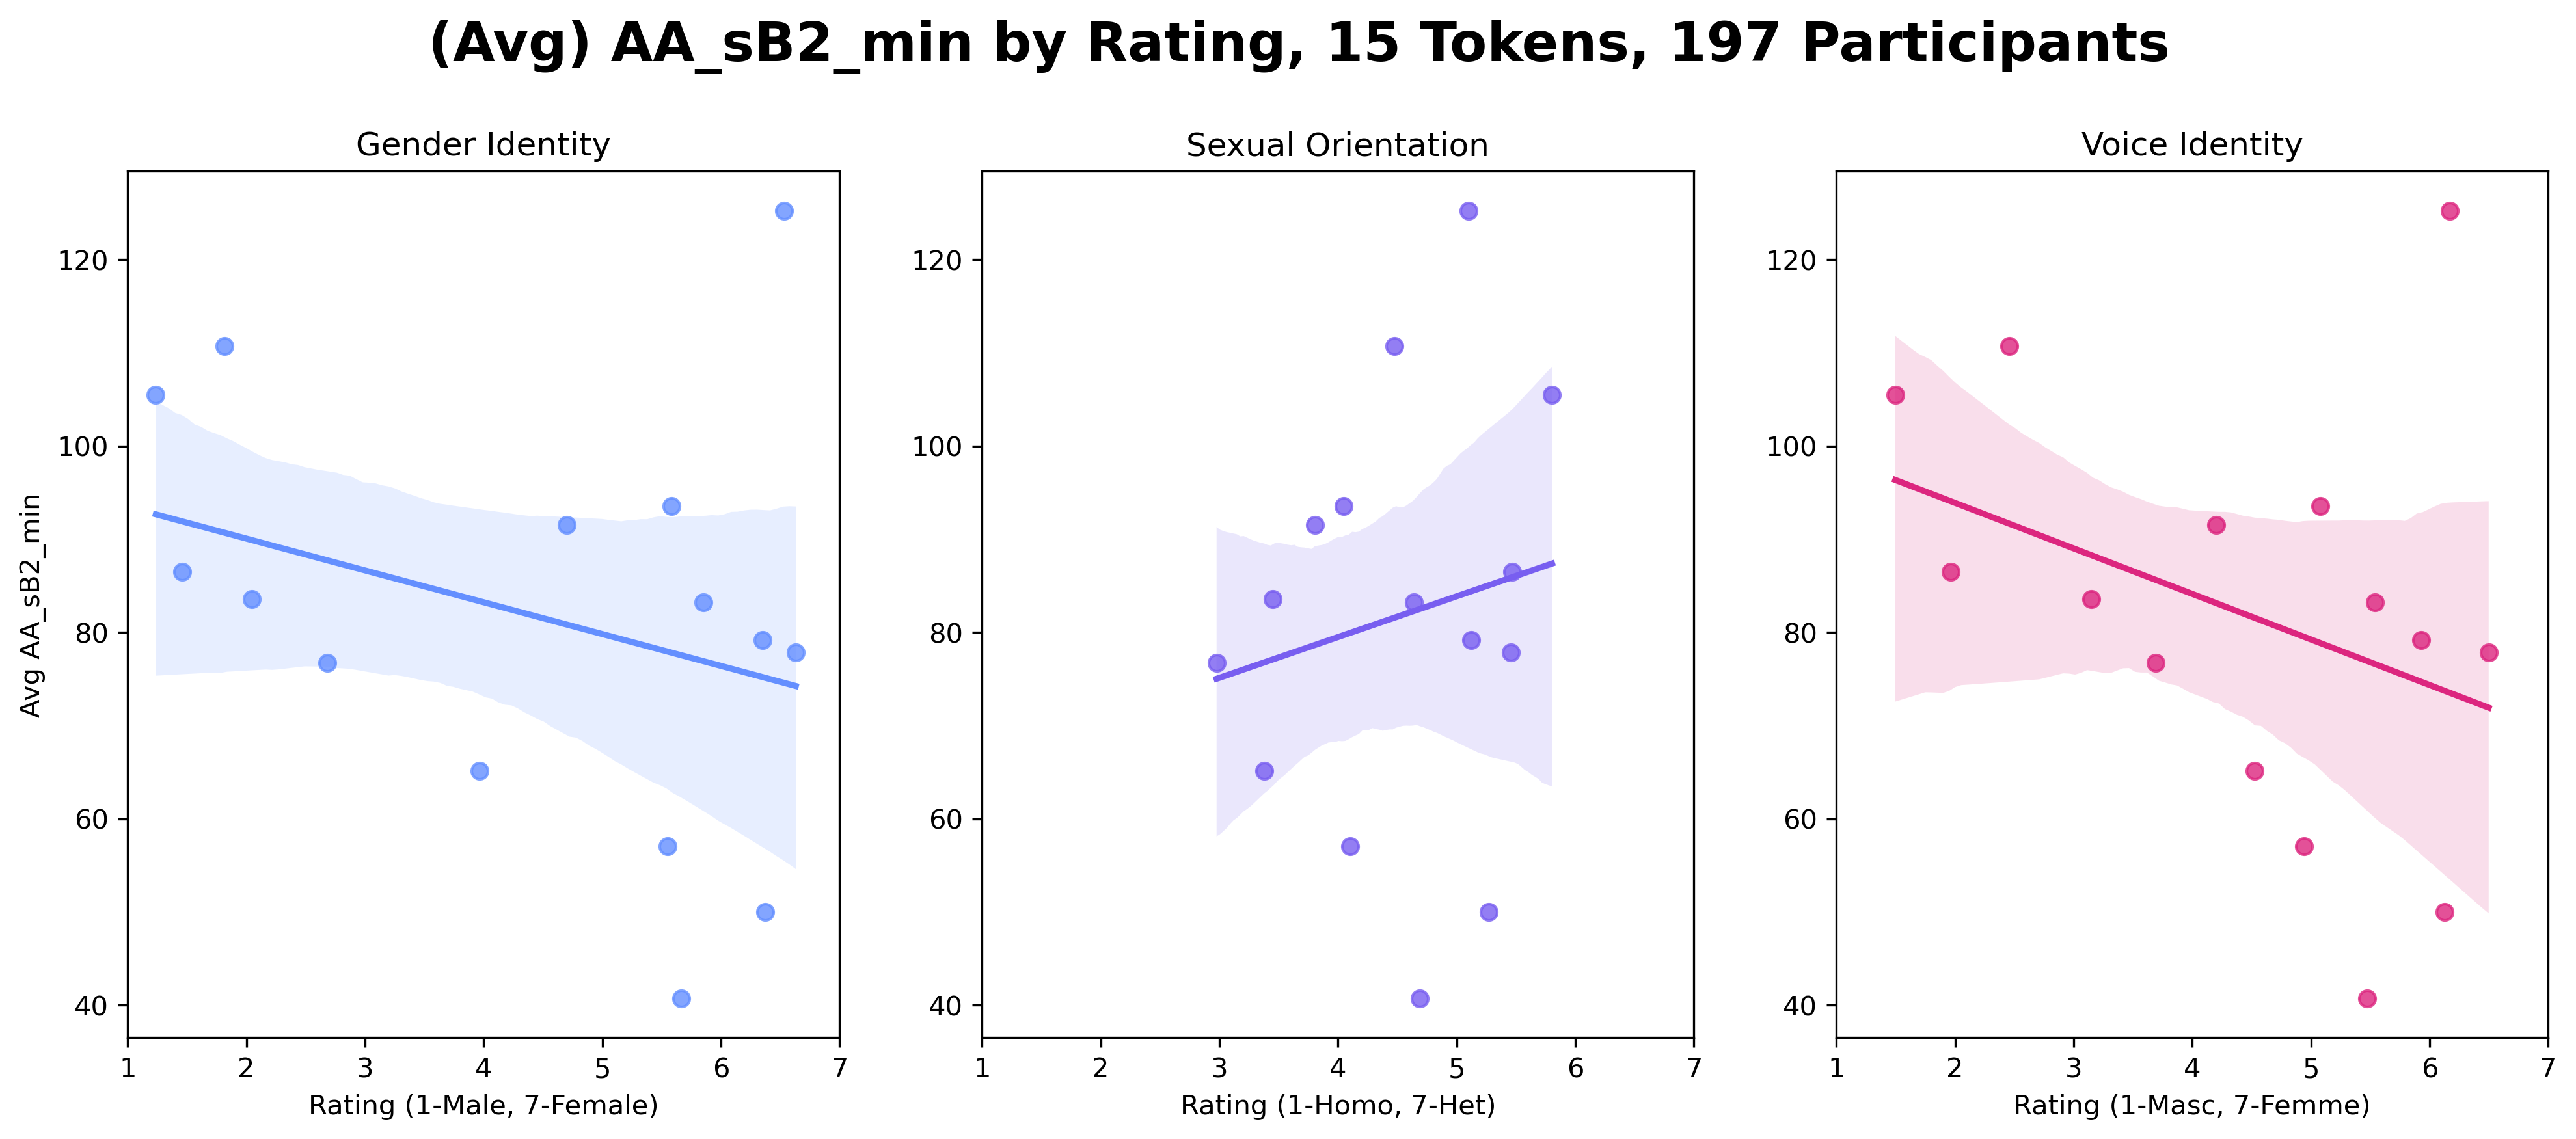 (Avg) AA_sB2_min by Rating, 15 Tokens, 197 Participants
Gender Identity
Avg AA_sB2_min
120
100
80
60
40
1 2 3 4 5 6 7
Rating (1-Male, 7-Female)
Sexual Orientation
120
100
80
60
40
1 2 3 4 5 6 7
Rating (1-Homo, 7-Het)
Voice Identity
120
100
80
60
40
1 2 3 4 5 6 7
Rating (1-Masc, 7-Femme)